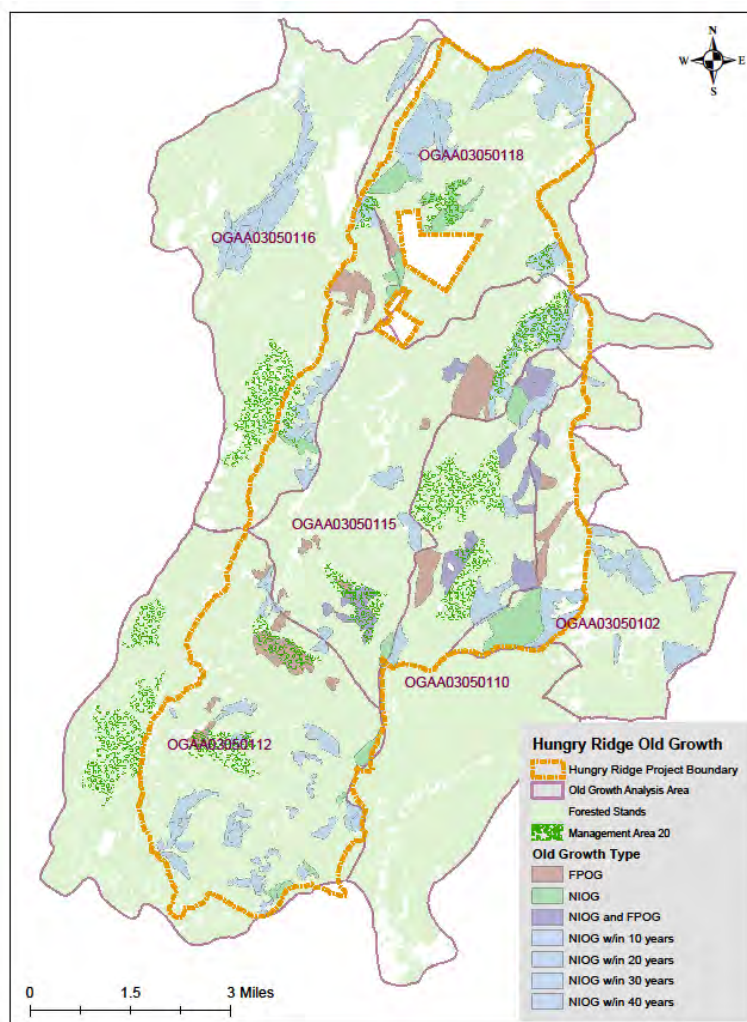 N
W E
S
OGAA03050118
OGAA03050116
OGAA03050115
OGAA03050102
OGAA03050110
OGAA03050112
Hungry Ridge Old Growth
Hungry Ridge Project Boundary
Old Growth Analysis Area
Forested Stands
Management Area 20
Old Growth Type
FPOG
NIOG
NIOG and FPOG
NIOG w/in 10 years
NIOG w/in 20 years
NIOG w/in 30 years
NIOG w/in 40 years
0 1.5 3 Miles